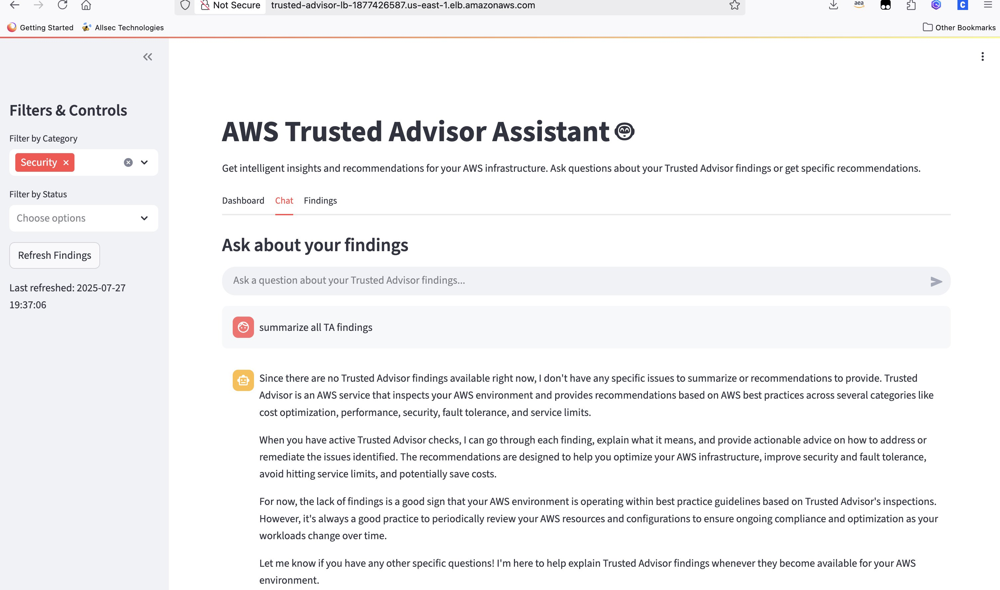 Not Secure trusted-advisor-lb-1877426587.us-east-1.elb.amazonaws.com
aea
C
Getting Started Allsec Technologies Other Bookmarks
Filters & Controls
Filter by Category
Security
Filter by Status
Choose options
Refresh Findings
Last refreshed: 2025-07-27
19:37:06
AWS Trusted Advisor Assistant
Get intelligent insights and recommendations for your AWS infrastructure. Ask questions about your Trusted Advisor findings or get specific recommendations.
Dashboard Chat Findings
Ask about your findings
Ask a question about your Trusted Advisor findings...
summarize all TA findings
Since there are no Trusted Advisor findings available right now, I don't have any specific issues to summarize or recommendations to provide. Trusted
Advisor is an AWS service that inspects your AWS environment and provides recommendations based on AWS best practices across several categories like
cost optimization, performance, security, fault tolerance, and service limits.
When you have active Trusted Advisor checks, I can go through each finding, explain what it means, and provide actionable advice on how to address or
remediate the issues identified. The recommendations are designed to help you optimize your AWS infrastructure, improve security and fault tolerance,
avoid hitting service limits, and potentially save costs.
For now, the lack of findings is a good sign that your AWS environment is operating within best practice guidelines based on Trusted Advisor's inspections.
However, it's always a good practice to periodically review your AWS resources and configurations to ensure ongoing compliance and optimization as your
workloads change over time.
Let me know if you have any other specific questions! I'm here to help explain Trusted Advisor findings whenever they become available for your AWS
environment.